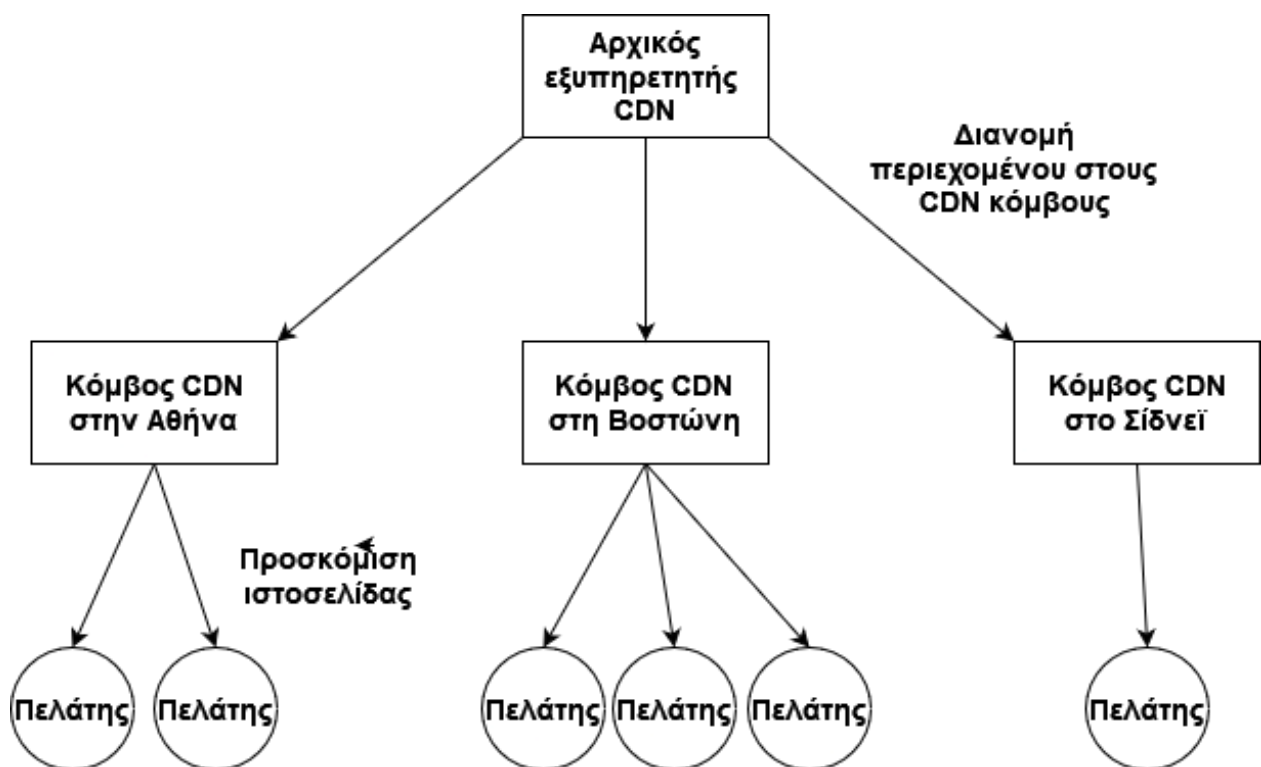 Αρχικός
εξυπηρετητής
CDN
Διανομή
περιεχομένου στους
CDN κόμβους
Κόμβος CDN
στην Αθήνα
Κόμβος CDN
στη Βοστώνη
Κόμβος CDN
στο Σίδνεϊ
Προσκόμιση
ιστοσελίδας
Πελάτης
Πελάτης
Πελάτης
Πελάτης
Πελάτης
Πελάτης